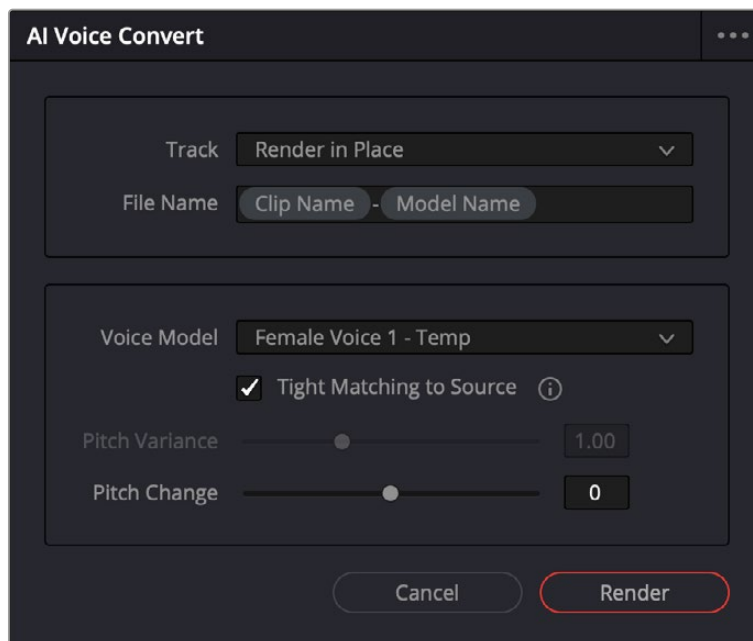 AI Voice Convert
Track Render in Place
File Name Clip Name - Model Name
Voice Model Female Voice 1 - Temp
Tight Matching to Source
Pitch Variance 1.00
Pitch Change 0
Cancel Render